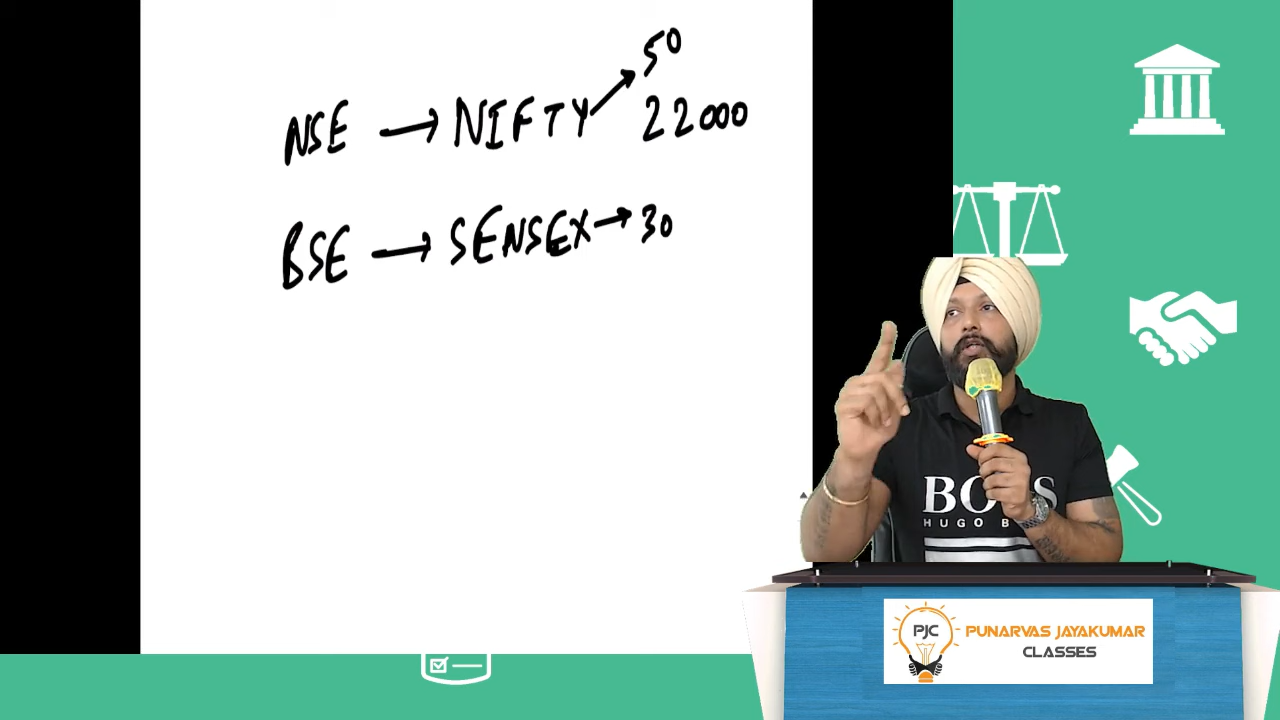 50
NSE → NIFTY 22000
BSE → SENSEX → 30
BOSS
HUGO B
PJC PUNARVAS JAYAKUMAR
CLASSES